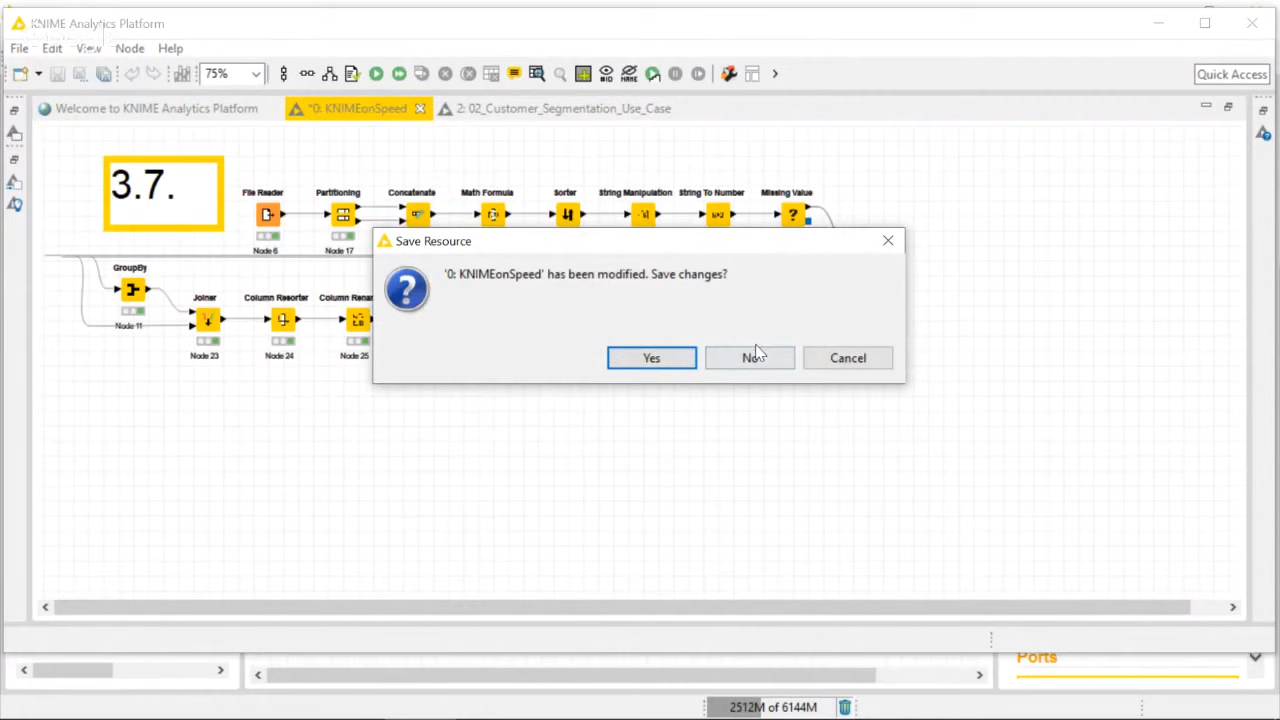 KNIME Analytics Platform
File Edit View Node Help
75%
Quick Access
Welcome to KNIME Analytics Platform
*0: KNIMEonSpeed
2: 02_Customer_Segmentation_Use_Case
3.7.
File Reader
Partitioning
Concatenate
Math Formula
Sorter
String Manipulation
String To Number
Missing Value
Node 6
Node 17
Save Resource
'0: KNIMEonSpeed' has been modified. Save changes?
Yes
No
Cancel
GroupBy
Node 11
Joiner
Column Resorter
Node 23
Node 24
Node 25
Ports
2512M of 6144M